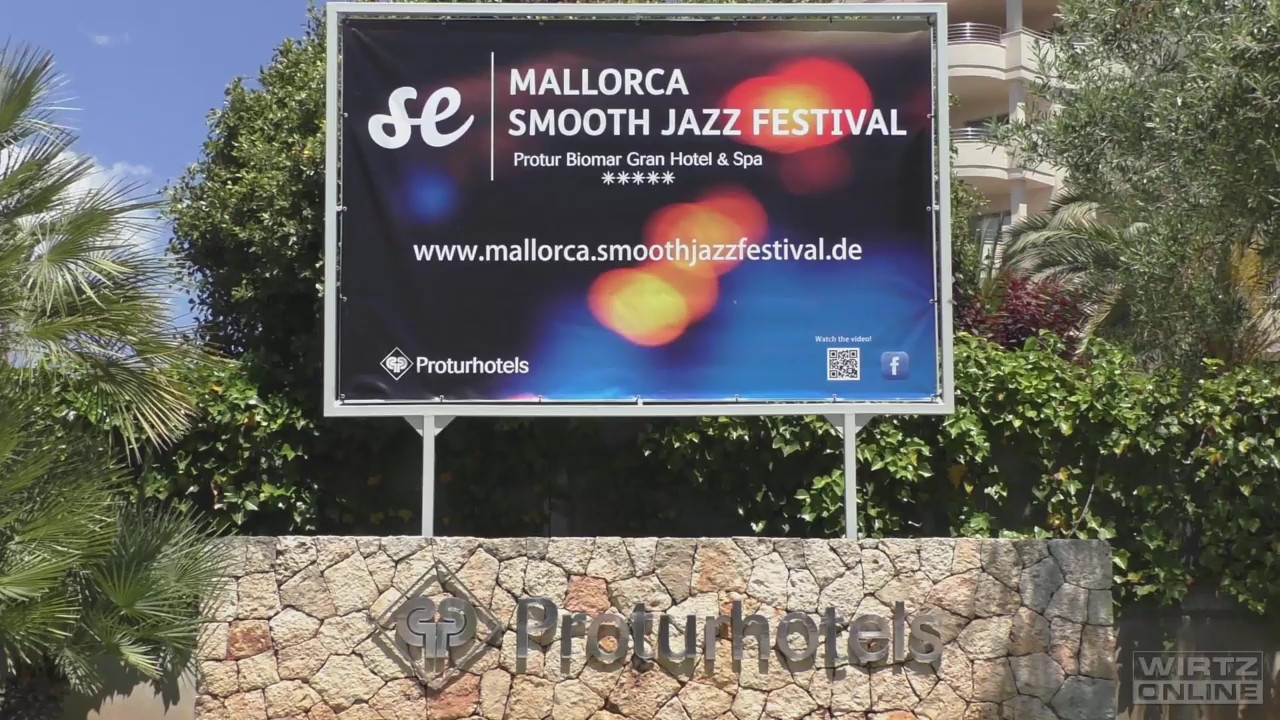 se
MALLORCA
SMOOTH JAZZ FESTIVAL
Protur Biomar Gran Hotel & Spa
*****
www.mallorca.smoothjazzfestival.de
Watch the video!
Proturhotels
f
Proturhotels
WIRTZ
ONLINE